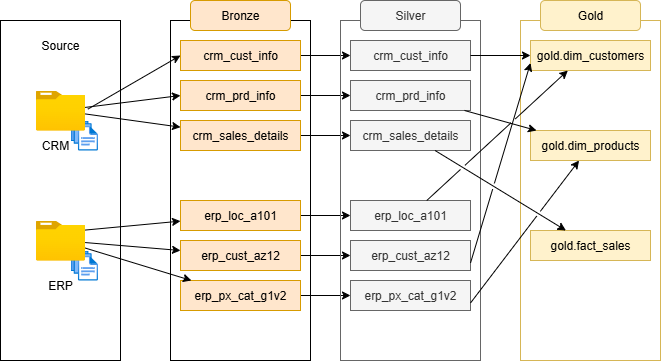 Source
CRM
ERP
Bronze
crm_cust_info
crm_prd_info
crm_sales_details
erp_loc_a101
erp_cust_az12
erp_px_cat_g1v2
Silver
crm_cust_info
crm_prd_info
crm_sales_details
erp_loc_a101
erp_cust_az12
erp_px_cat_g1v2
Gold
gold.dim_customers
gold.dim_products
gold.fact_sales